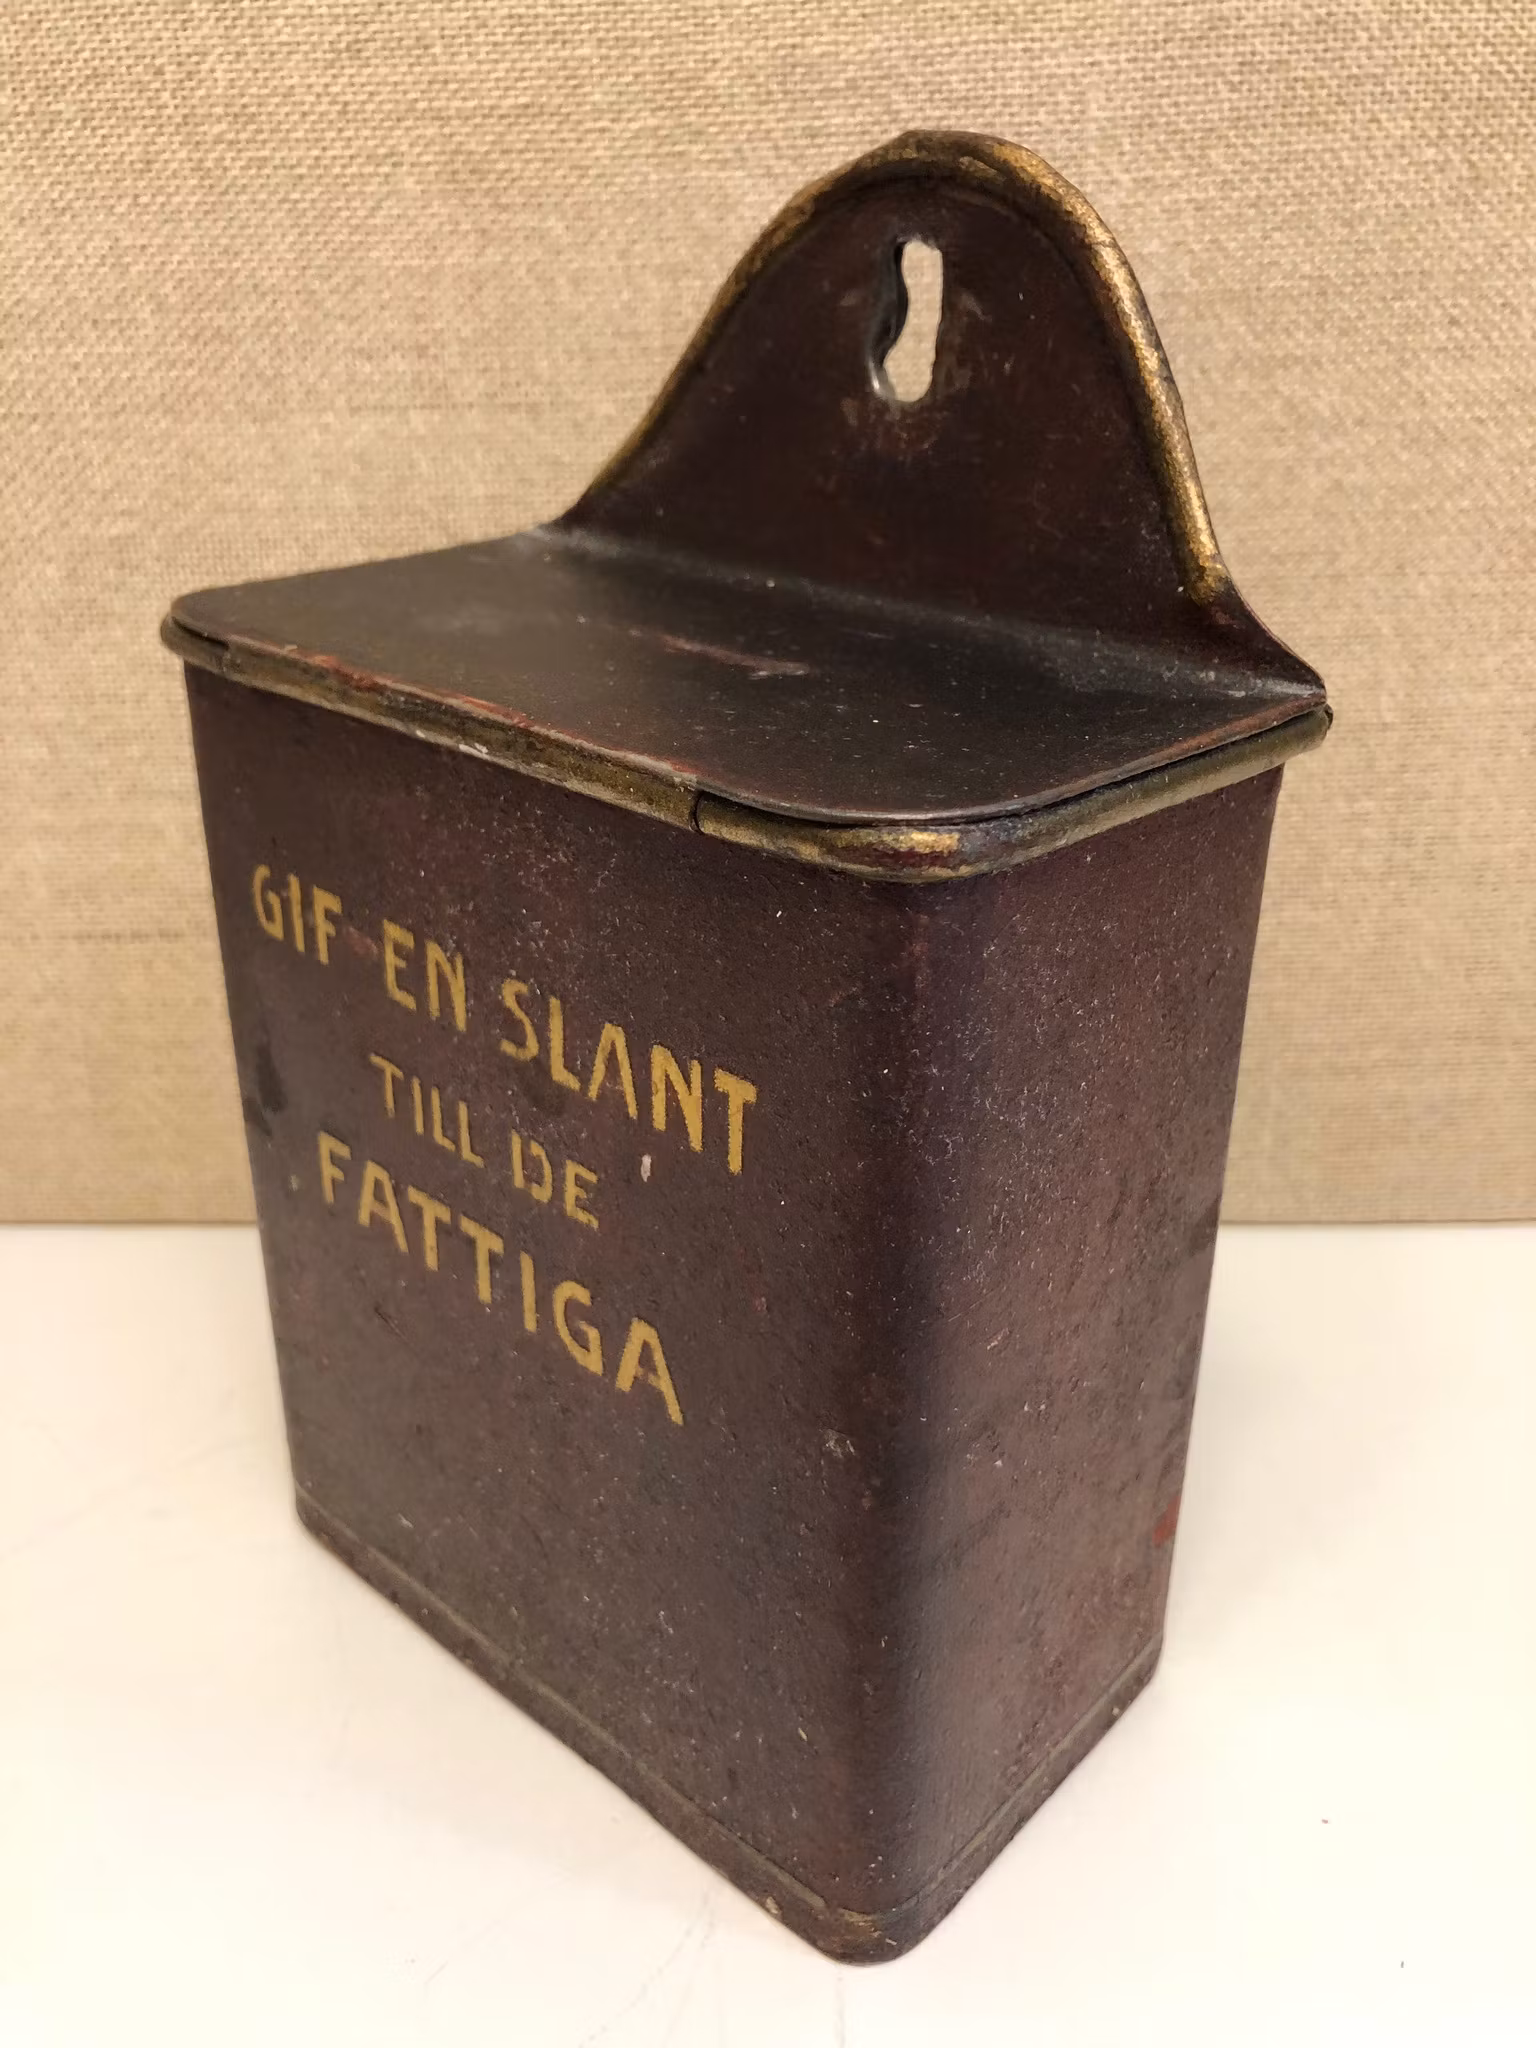 GIF EN SLANT
TILL DE
FATTIGA